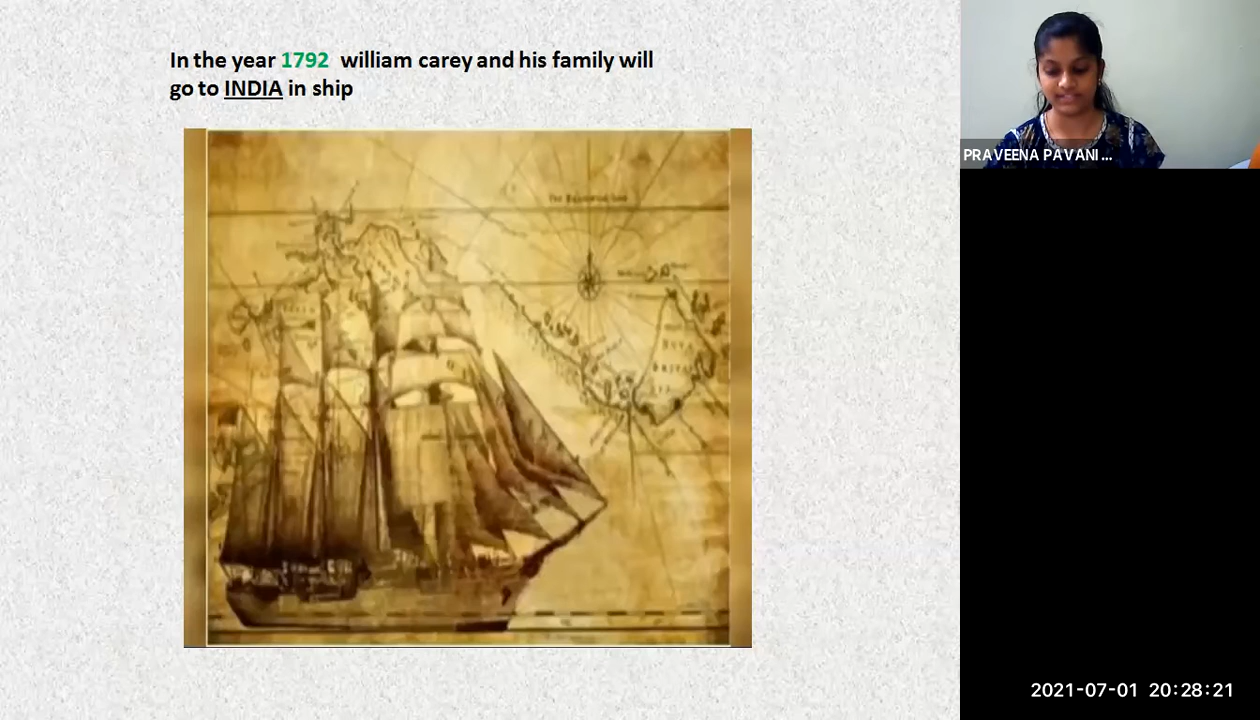 In the year 1792 william carey and his family will
go to INDIA in ship
PRAVEENA PAVANI...
2021-07-01 20:28:21